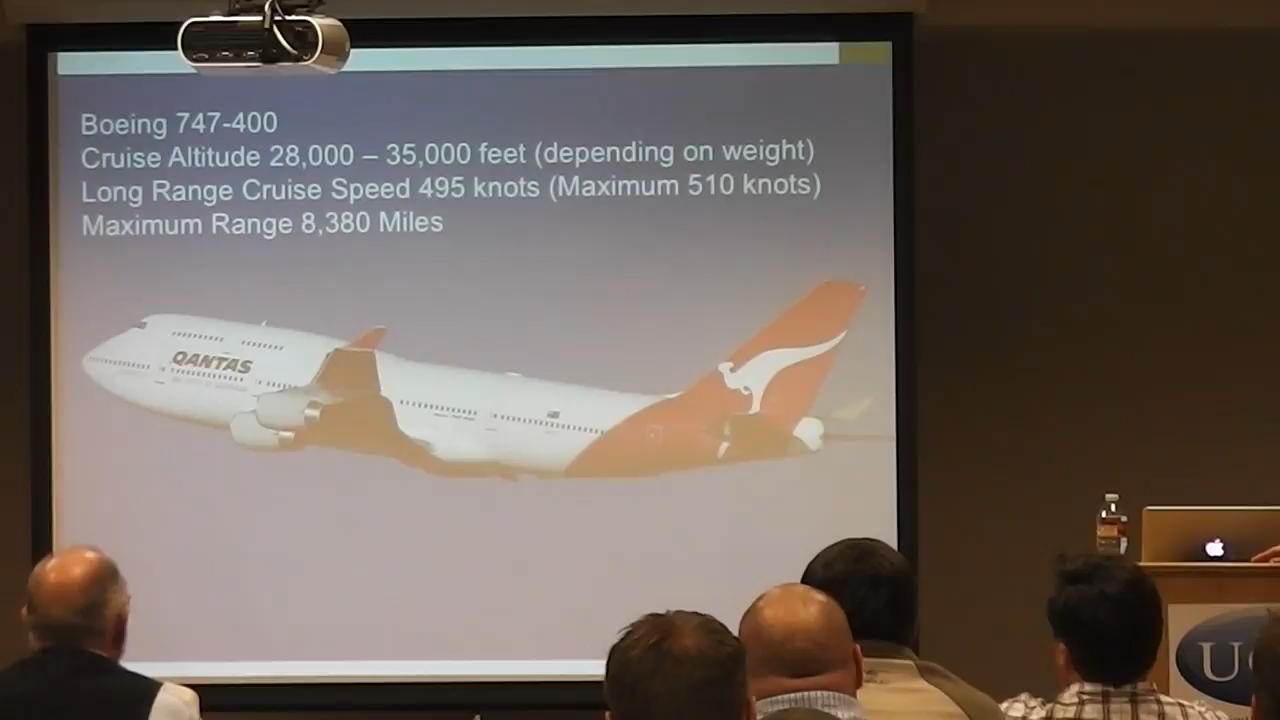 Boeing 747-400
Cruise Altitude 28,000 – 35,000 feet (depending on weight)
Long Range Cruise Speed 495 knots (Maximum 510 knots)
Maximum Range 8,380 Miles
QANTAS